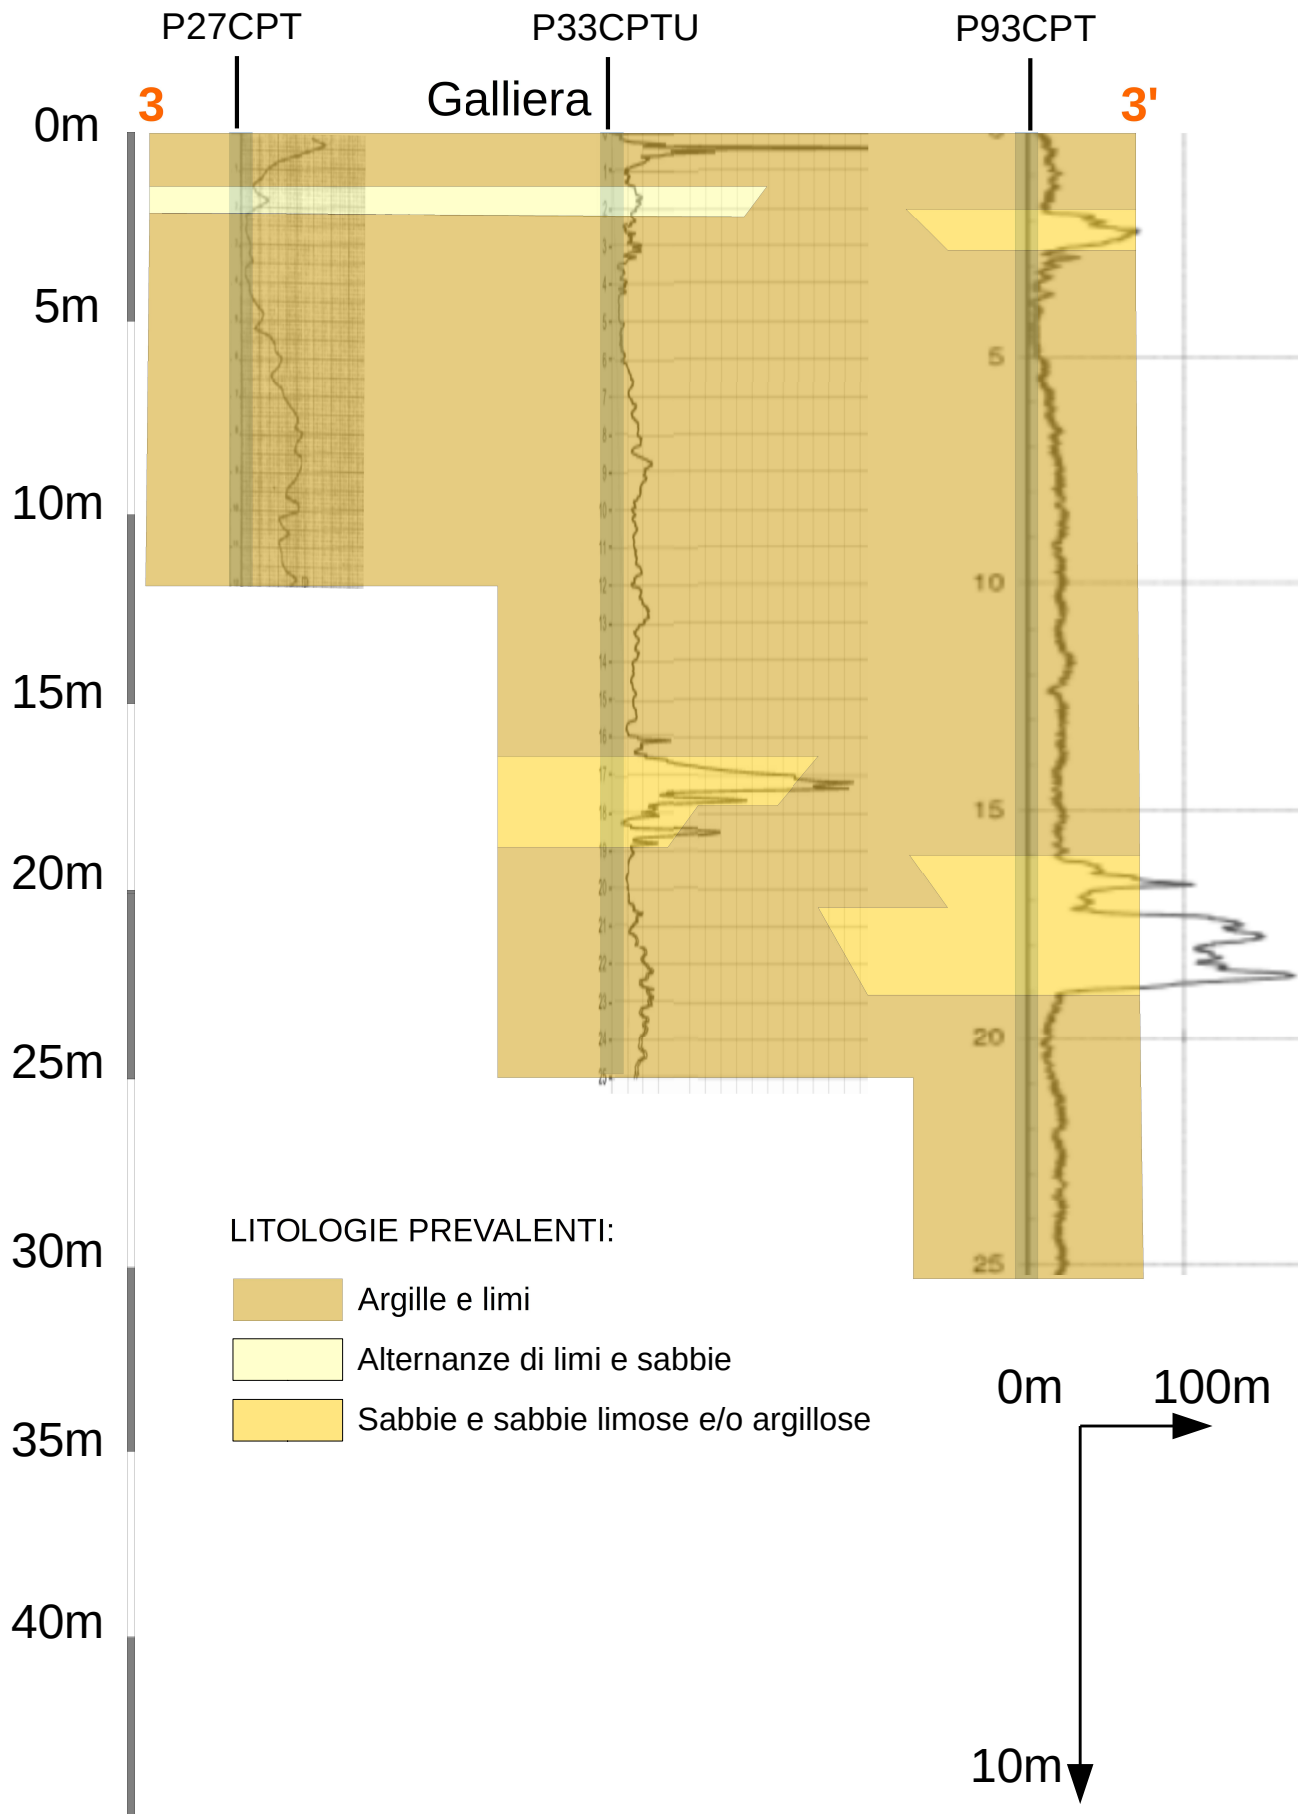 P27CPT P33CPTU P93CPT
3 Galliera 3'
0m
5m
5
10m
10
15m
15
20m
20
25m
25
30m
LITOLOGIE PREVALENTI:
Argille e limi
Alternanze di limi e sabbie
Sabbie e sabbie limose e/o argillose
35m
40m
0m 100m
10m